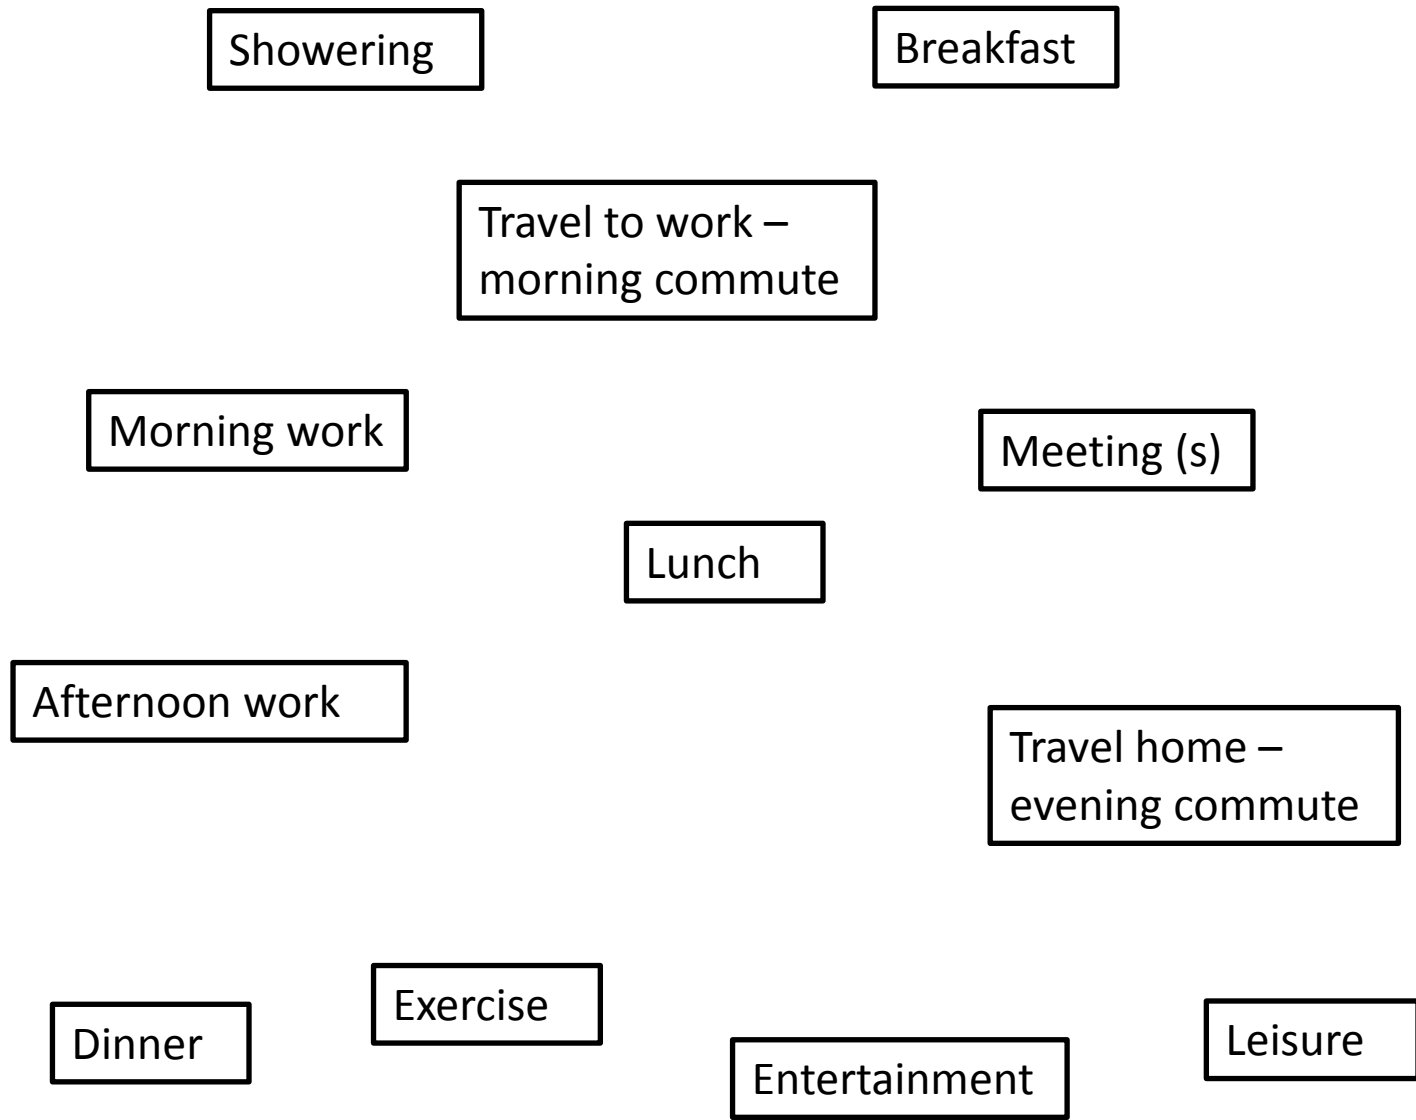 Showering
Breakfast
Travel to work –
morning commute
Morning work
Meeting (s)
Lunch
Afternoon work
Travel home –
evening commute
Exercise
Dinner
Leisure
Entertainment